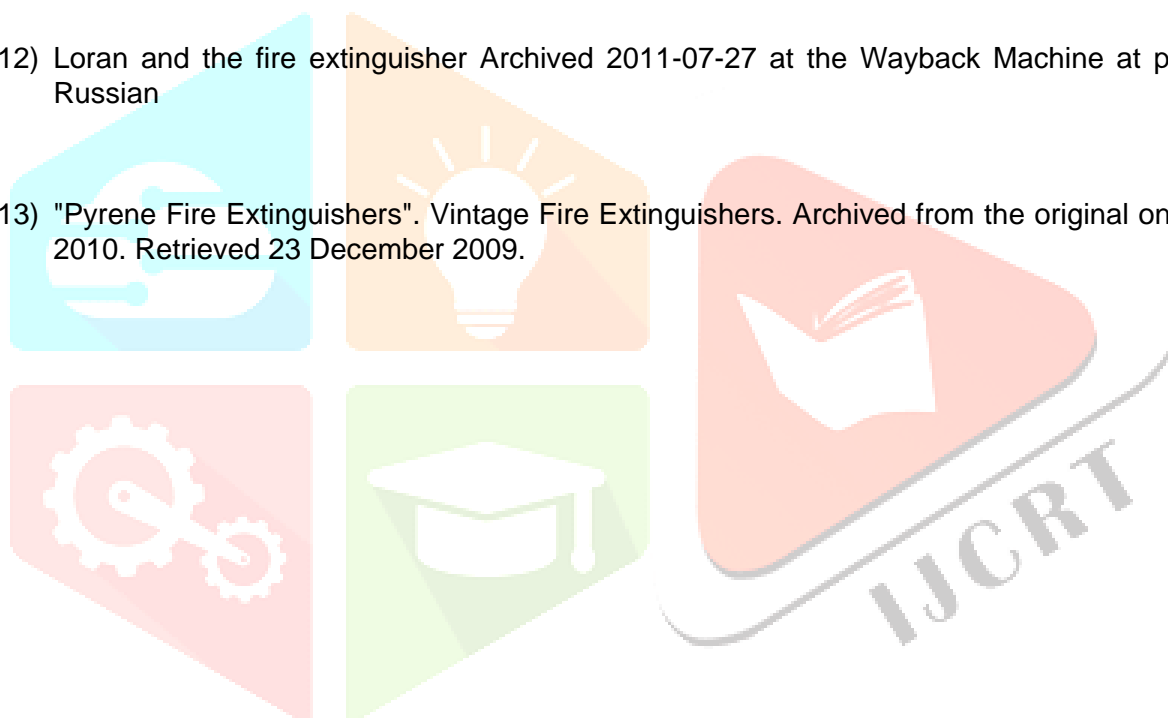 12) Loran and the fire extinguisher Archived 2011-07-27 at the Wayback Machine at p
Russian
13) "Pyrene Fire Extinguishers". Vintage Fire Extinguishers. Archived from the original on
2010. Retrieved 23 December 2009.
IJCRT